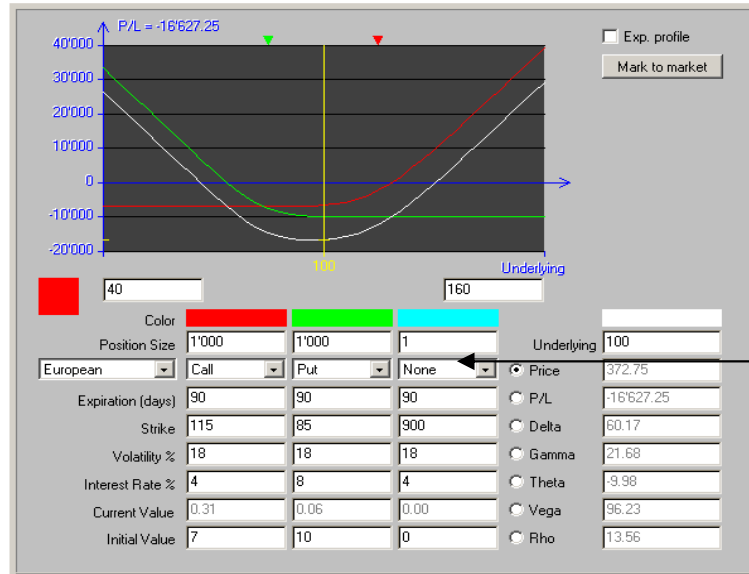 P/L = -16'627.25
40'000
30'000
20'000
10'000
0
-10'000
-20'000
100
Underlying
Exp. profile
Mark to market
40 160
Color
Position Size 1'000 1'000 1 Underlying 100
European Call Put None Price 372.75
Expiration (days) 90 90 90 P/L -16'627.25
Strike 115 85 900 Delta 60.17
Volatility % 18 18 18 Gamma 21.68
Interest Rate % 4 8 4 Theta -9.98
Current Value 0.31 0.06 0.00 Vega 96.23
Initial Value 7 10 0 Rho 13.56